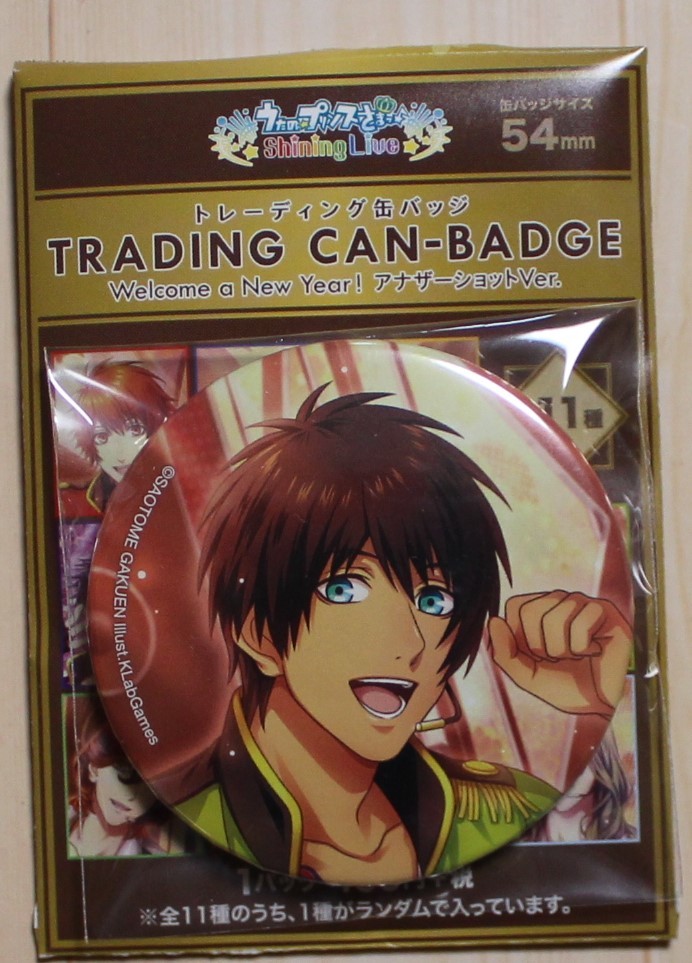 うたの☆プリンスさまっ♪
Shining Live
缶バッジサイズ
54mm
トレーディング缶バッジ
TRADING CAN-BADGE
Welcome a New Year! アナザーショットVer.
11種
©SAOTOME GAKUEN Illust.KLabGames
※全11種のうち、1種がランダムで入っています。